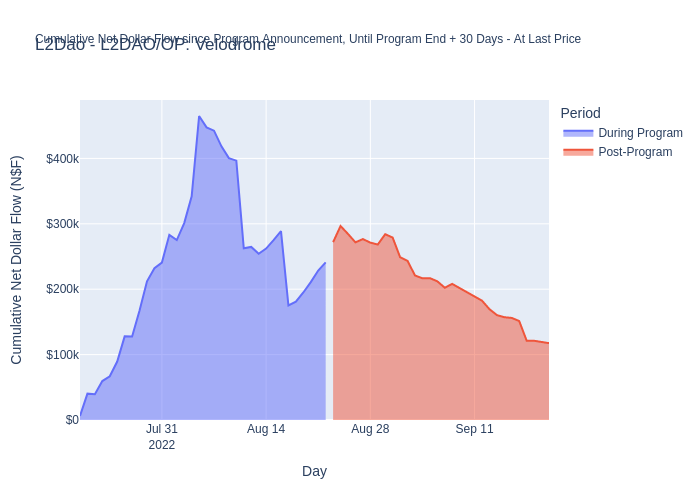 Cumulative Net Dollar Flow since Program Announcement, Until Program End + 30 Days - At Last Price
L2Dao - L2DAO/OP: Velodrome
Period
During Program
Post-Program
Cumulative Net Dollar Flow (N$F)
$400k
$300k
$200k
$100k
$0
Jul 31
2022
Aug 14
Aug 28
Sep 11
Day